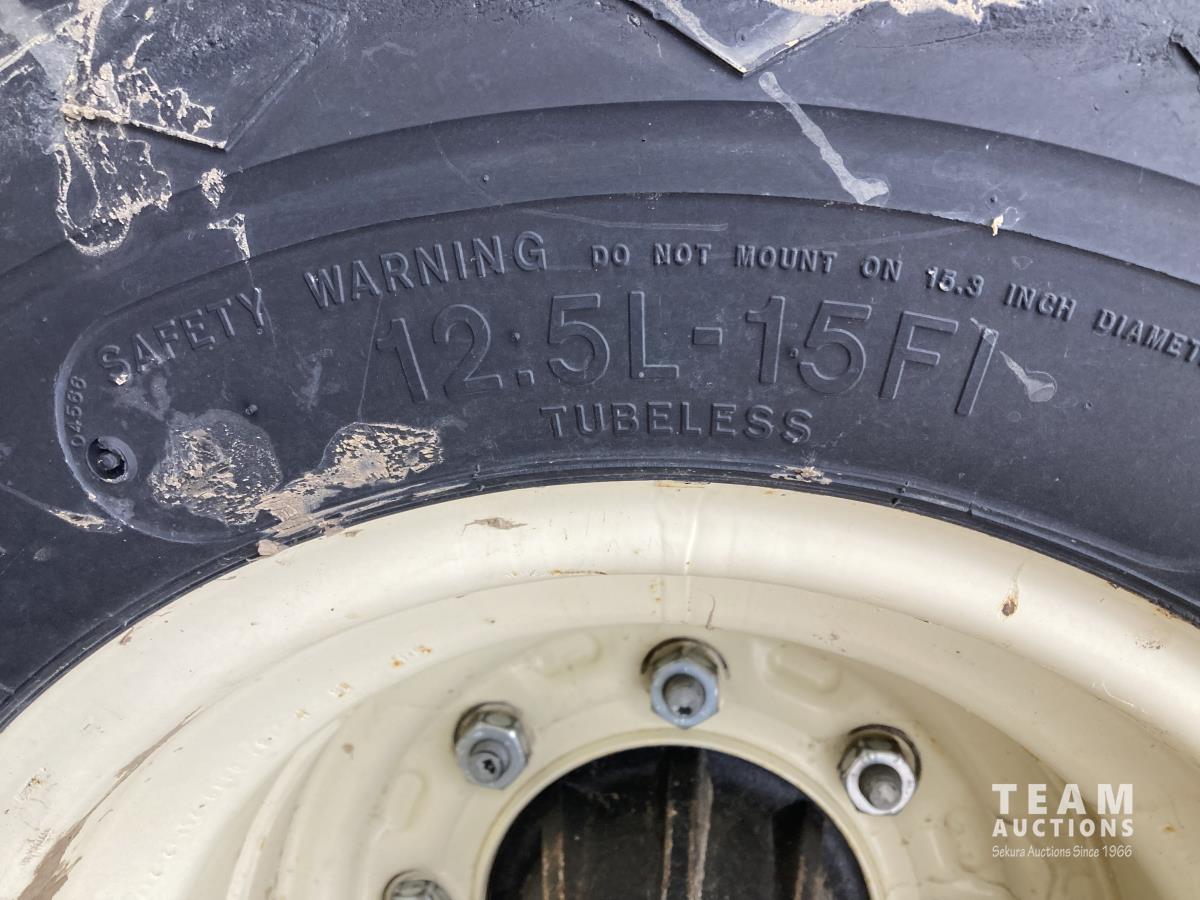 SAFETY WARNING DO NOT MOUNT ON 15.3 INCH DIAMET
12.5L-15FI
TUBELESS
04566
TEAM
AUCTIONS
Sekura Auctions Since 1966